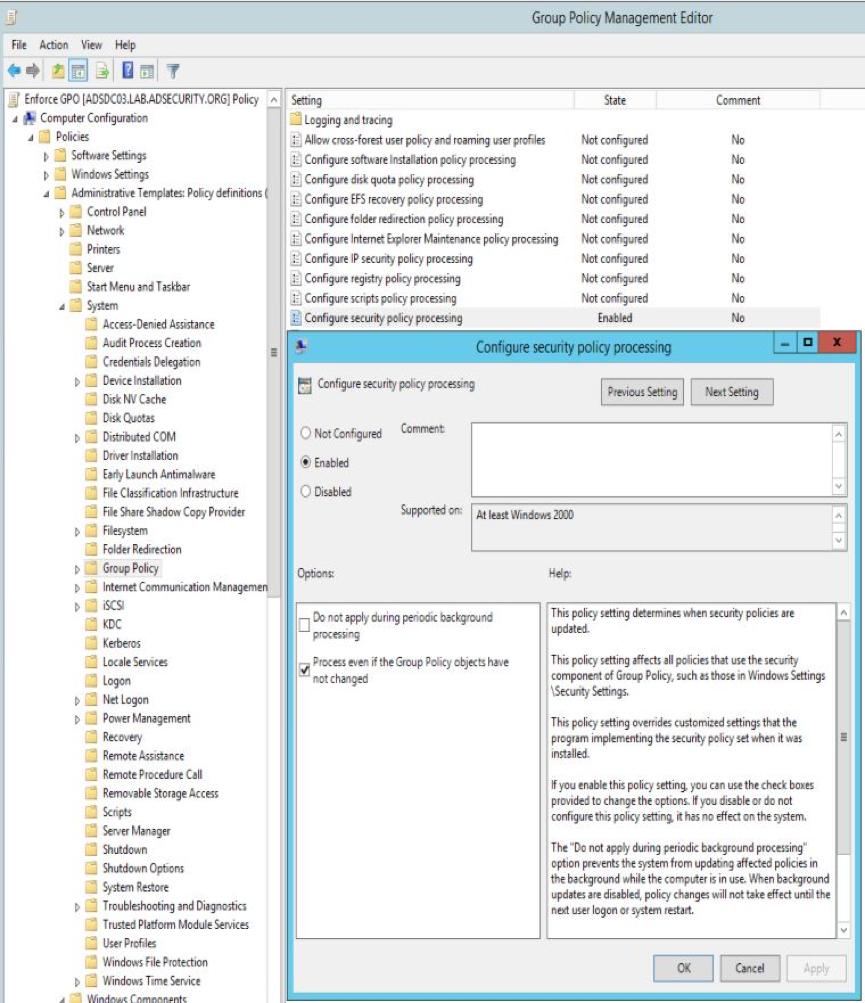 Group Policy Management Editor
File Action View Help
Enforce GPO [ADSDC03.LAB.ADSECURITY.ORG] Policy
Computer Configuration
Policies
Software Settings
Windows Settings
Administrative Templates: Policy definitions (
Control Panel
Network
Printers
Server
Start Menu and Taskbar
System
Access-Denied Assistance
Audit Process Creation
Credentials Delegation
Device Installation
Disk NV Cache
Disk Quotas
Distributed COM
Driver Installation
Early Launch Antimalware
File Classification Infrastructure
File Share Shadow Copy Provider
Filesystem
Folder Redirection
Group Policy
Internet Communication Managemen
iSCSI
KDC
Kerberos
Locale Services
Logon
Net Logon
Power Management
Recovery
Remote Assistance
Remote Procedure Call
Removable Storage Access
Scripts
Server Manager
Shutdown
Shutdown Options
System Restore
Troubleshooting and Diagnostics
Trusted Platform Module Services
User Profiles
Windows File Protection
Windows Time Service
Windows Components
Setting State Comment
Logging and tracing
Allow cross-forest user policy and roaming user profiles Not configured No
Configure software Installation policy processing Not configured No
Configure disk quota policy processing Not configured No
Configure EFS recovery policy processing Not configured No
Configure folder redirection policy processing Not configured No
Configure Internet Explorer Maintenance policy processing Not configured No
Configure IP security policy processing Not configured No
Configure registry policy processing Not configured No
Configure scripts policy processing Not configured No
Configure security policy processing Enabled No
Configure security policy processing
Configure security policy processing
Previous Setting Next Setting
Not Configured
Enabled
Disabled
Comment:
Supported on: At least Windows 2000
Options:
Help:
Do not apply during periodic background
processing
Process even if the Group Policy objects have
not changed
This policy setting determines when security policies are
updated.
This policy setting affects all policies that use the security
component of Group Policy, such as those in Windows Settings
\Security Settings.
This policy setting overrides customized settings that the
program implementing the security policy set when it was
installed.
If you enable this policy setting, you can use the check boxes
provided to change the options. If you disable or do not
configure this policy setting, it has no effect on the system.
The "Do not apply during periodic background processing"
option prevents the system from updating affected policies in
the background while the computer is in use. When background
updates are disabled, policy changes will not take effect until the
next user logon or system restart.
OK Cancel Apply